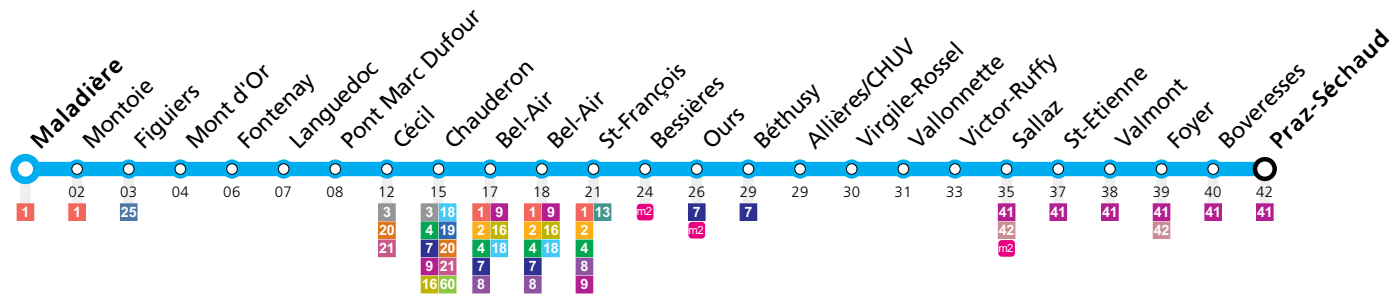 Maladière
Montoie
Figuiers
Mont d'Or
Fontenay
Languedoc
Pont Marc Dufour
Cécil
Chauderon
Bel-Air
Bel-Air
St-François
Bessières
Ours
Béthusy
Allières/CHUV
Virgile-Rossel
Vallonnette
Victor-Ruffy
Sallaz
St-Etienne
Valmont
Foyer
Boveresses
Praz-Séchaud
02 03 04 06 07 08 12 15 17 18 21 24 26 29 29 30 31 33 35 37 38 39 40 42
1 1 25 3 3 18 1 9 1 9 1 13 m2 7 7 41 41 41 41 41 41
20 4 19 2 16 2 16 2 m2 42 42
21 7 20 4 18 4 18 4 m2
9 21 7 7 8
16 60 8 8 9